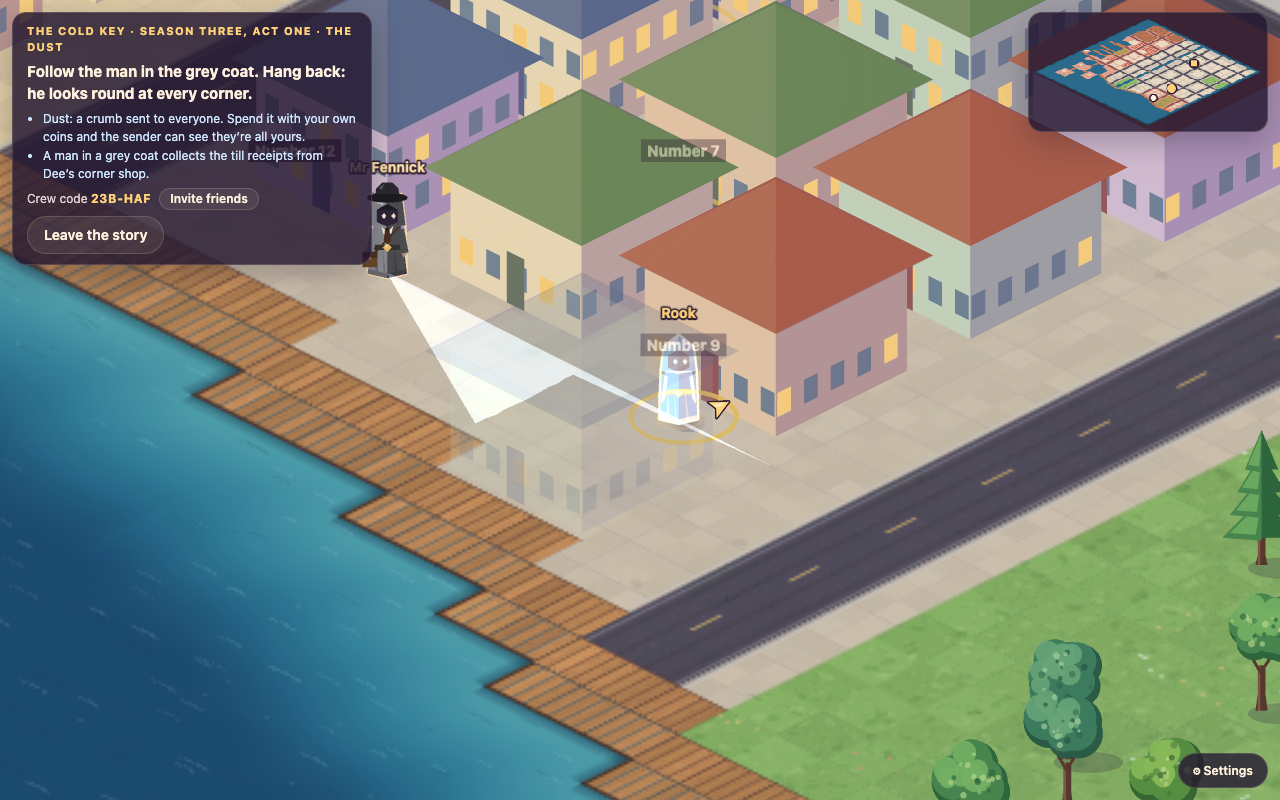 THE COLD KEY · SEASON THREE, ACT ONE · THE
DUST
Follow the man in the grey coat. Hang back:
he looks round at every corner.
• Dust: a crumb sent to everyone. Spend it with your own
coins and the sender can see they’re all yours.
• A man in a grey coat collects the till receipts from
Dee’s corner shop.
Crew code 23B-HAF
Invite friends
Leave the story
Number 12
Mr Fennick
Number 7
Rook
Number 9
⚙ Settings